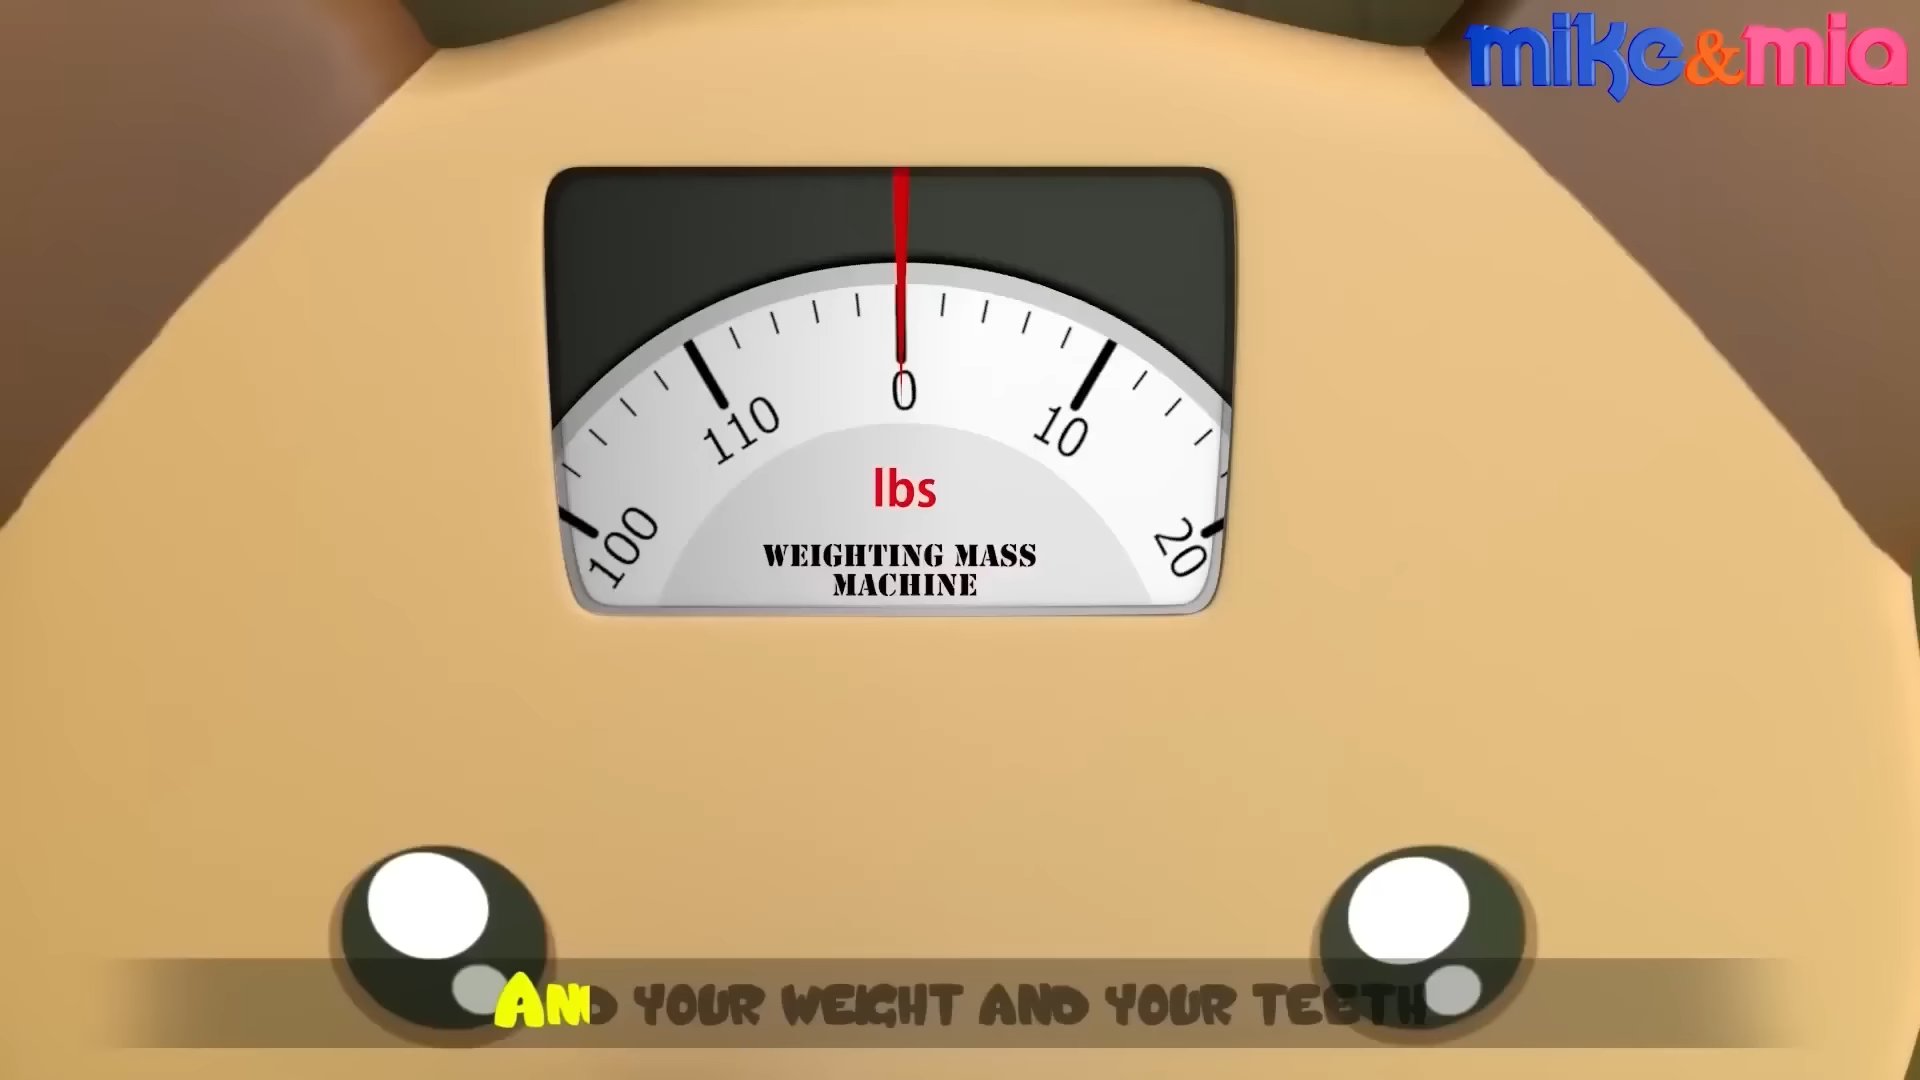 mike&mia
110 0 10
100 20
lbs
WEIGHTING MASS
MACHINE
AND YOUR WEIGHT AND YOUR TEETH